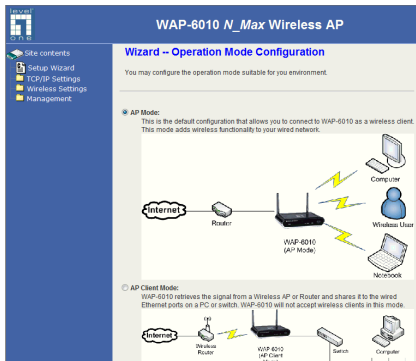 level
one
WAP-6010 N_Max Wireless AP
Site contents
Setup Wizard
TCP/IP Settings
Wireless Settings
Management
Wizard -- Operation Mode Configuration
You may configure the operation mode suitable for you environment.
AP Mode:
This is the default configuration that allows you to connect to WAP-6010 as a wireless client.
This mode adds wireless functionality to your wired network.
Internet
Router
WAP-6010
(AP Mode)
Computer
Wireless User
Notebook
AP Client Mode:
WAP-6010 retrieves the signal from a Wireless AP or Router and shares it to the wired
Ethernet ports on a PC or switch. WAP-6010 will not accept wireless clients in this mode.
Internet
Wireless
Router
WAP-6010
(AP Client
Switch
Computer